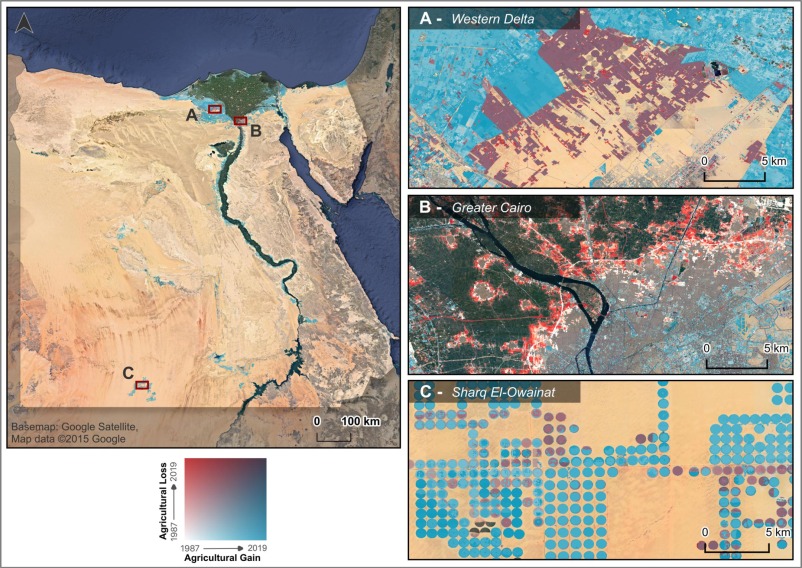 A
B
C
Basemap: Google Satellite,
Map data ©2015 Google
0 100 km
A - Western Delta
0 5 km
B - Greater Cairo
0 5 km
C - Sharq El-Owainat
0 5 km
Agricultural Loss
1987 2019
1987 2019
Agricultural Gain